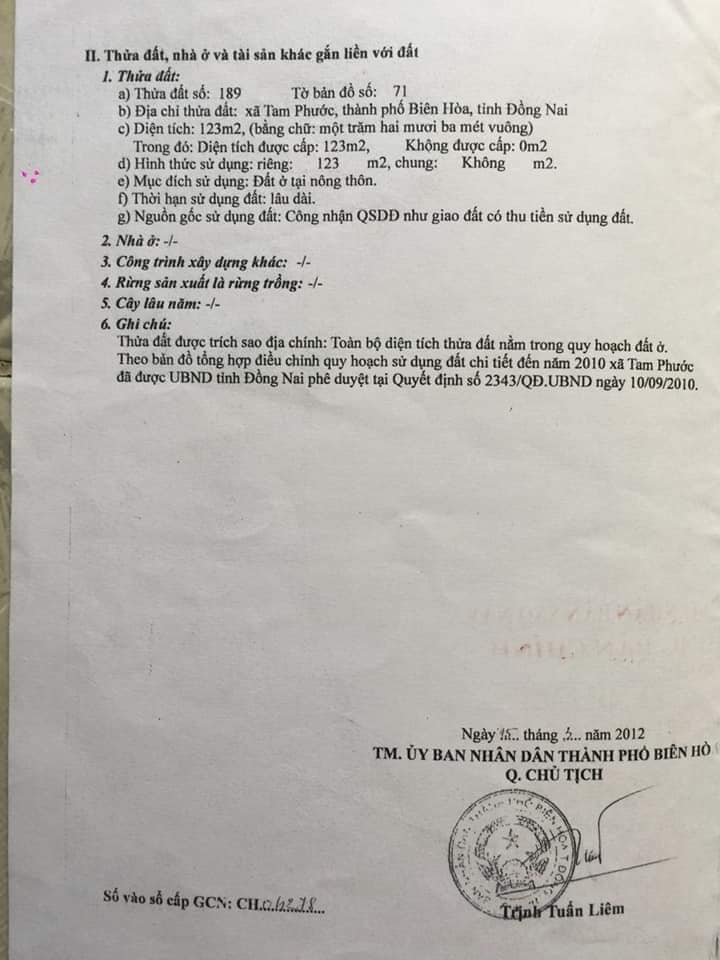 II. Thửa đất, nhà ở và tài sản khác gắn liền với đất
1. Thửa đất:
a) Thửa đất số: 189 Tờ bản đồ số: 71
b) Địa chỉ thửa đất: xã Tam Phước, thành phố Biên Hòa, tỉnh Đồng Nai
c) Diện tích: 123m2, (bằng chữ: một trăm hai mươi ba mét vuông)
Trong đó: Diện tích được cấp: 123m2, Không được cấp: 0m2
d) Hình thức sử dụng: riêng: 123 m2, chung: Không m2.
e) Mục đích sử dụng: Đất ở tại nông thôn.
f) Thời hạn sử dụng đất: lâu dài.
g) Nguồn gốc sử dụng đất: Công nhận QSDĐ như giao đất có thu tiền sử dụng đất.
2. Nhà ở: -/-
3. Công trình xây dựng khác: -/-
4. Rừng sản xuất là rừng trồng: -/-
5. Cây lâu năm: -/-
6. Ghi chú:
Thửa đất được trích sao địa chính: Toàn bộ diện tích thửa đất nằm trong quy hoạch đất ở.
Theo bản đồ tổng hợp điều chỉnh quy hoạch sử dụng đất chi tiết đến năm 2010 xã Tam Phước
đã được UBND tỉnh Đồng Nai phê duyệt tại Quyết định số 2343/QĐ.UBND ngày 10/09/2010.
Ngày tháng năm 2012
TM. ỦY BAN NHÂN DÂN THÀNH PHỐ BIÊN HÒ
Q. CHỦ TỊCH
Trịnh Tuấn Liêm
Số vào sổ cấp GCN: CH